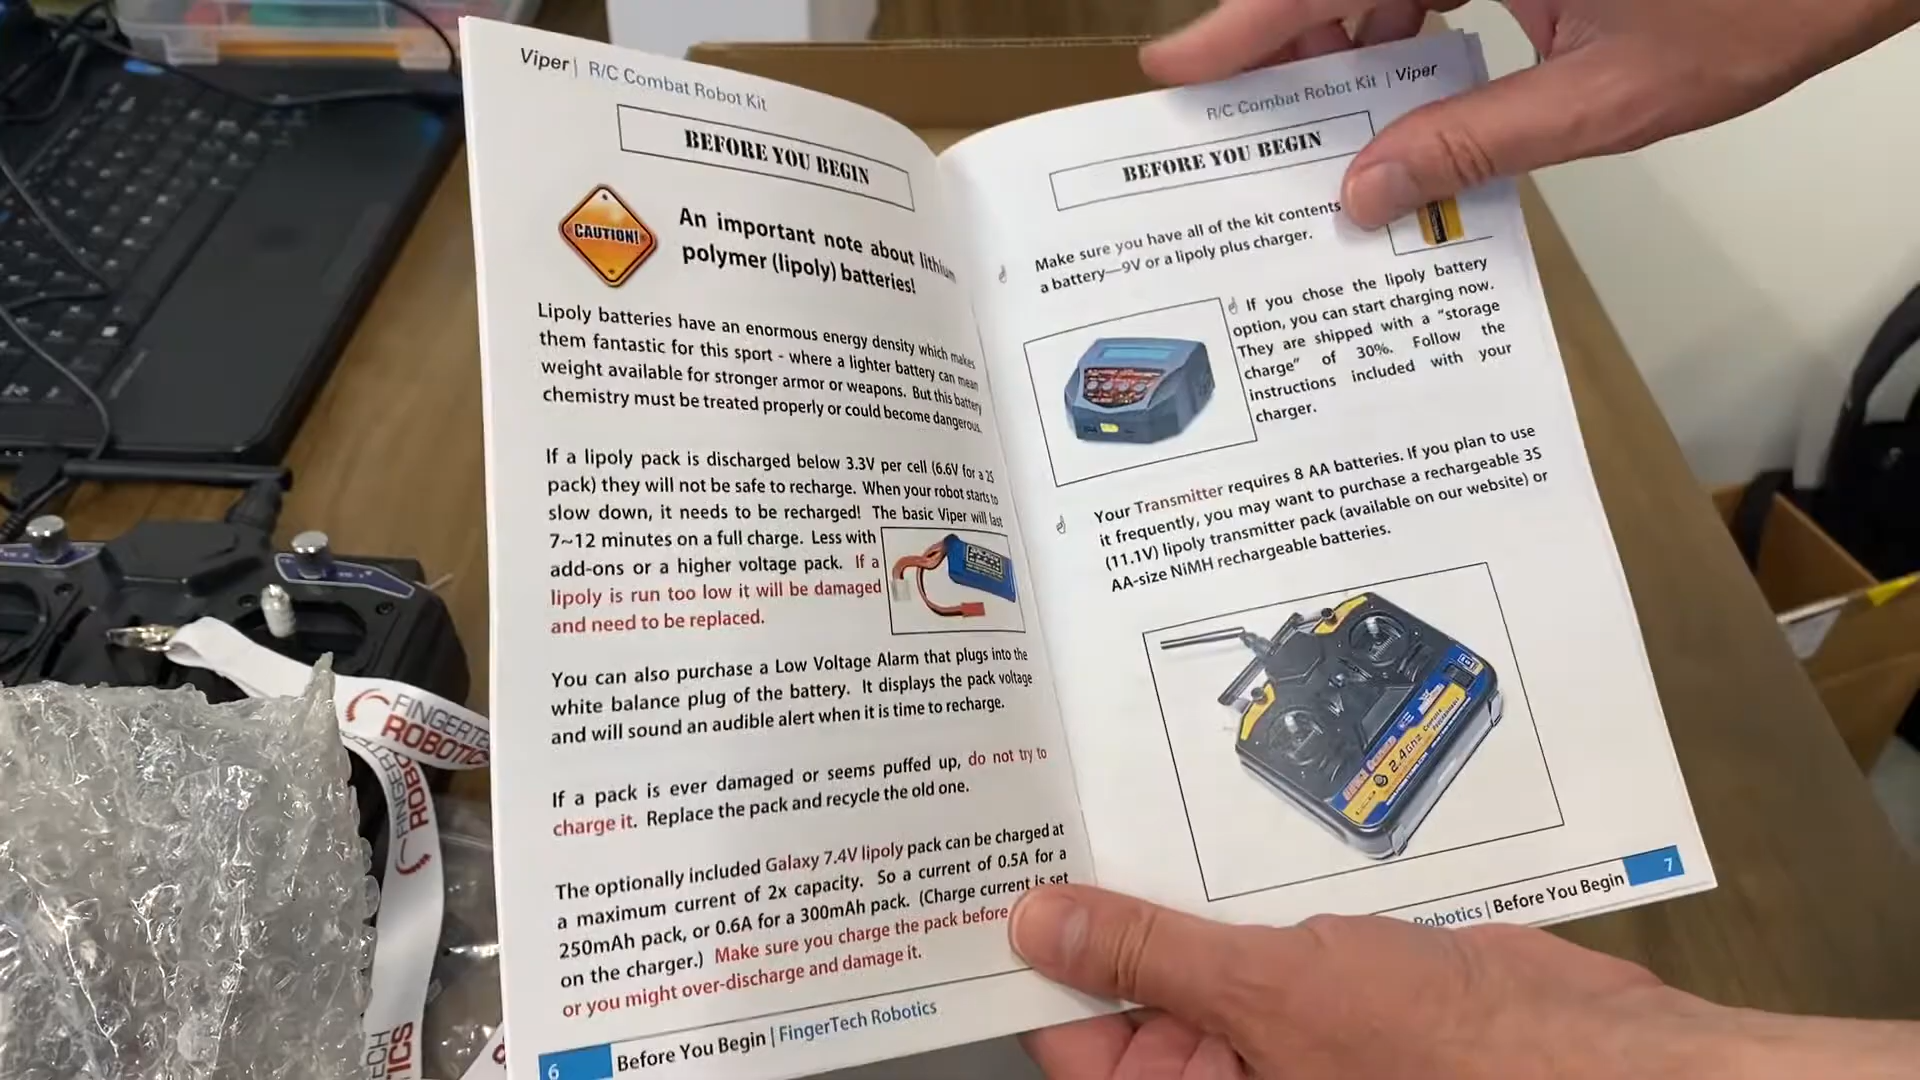 Viper | R/C Combat Robot Kit
BEFORE YOU BEGIN
CAUTION!
An important note about lithium
polymer (lipoly) batteries!
Lipoly batteries have an enormous energy density which makes
them fantastic for this sport - where a lighter battery can mean
weight available for stronger armor or weapons. But this battery
chemistry must be treated properly or could become dangerous.
If a lipoly pack is discharged below 3.3V per cell (6.6V for a 2S
pack) they will not be safe to recharge. When your robot starts to
slow down, it needs to be recharged! The basic Viper will last
7~12 minutes on a full charge. Less with
add-ons or a higher voltage pack. If a
lipoly is run too low it will be damaged
and need to be replaced.
You can also purchase a Low Voltage Alarm that plugs into the
white balance plug of the battery. It displays the pack voltage
and will sound an audible alert when it is time to recharge.
If a pack is ever damaged or seems puffed up, do not try to
charge it. Replace the pack and recycle the old one.
The optionally included Galaxy 7.4V lipoly pack can be charged at
a maximum current of 2x capacity. So a current of 0.5A for a
250mAh pack, or 0.6A for a 300mAh pack. (Charge current is set
on the charger.) Make sure you charge the pack before
or you might over-discharge and damage it.
6 Before You Begin | FingerTech Robotics
R/C Combat Robot Kit | Viper
BEFORE YOU BEGIN
Make sure you have all of the kit contents
a battery—9V or a lipoly plus charger.
If you chose the lipoly battery
option, you can start charging now.
They are shipped with a "storage
charge" of 30%. Follow the
instructions included with your
charger.
Your Transmitter requires 8 AA batteries. If you plan to use
it frequently, you may want to purchase a rechargeable 3S
(11.1V) lipoly transmitter pack (available on our website) or
AA-size NiMH rechargeable batteries.
2.4Ghz
Robotics | Before You Begin 7
FINGERTE
ROBOTICS
FINGERT
ROBO
TECH
TICS